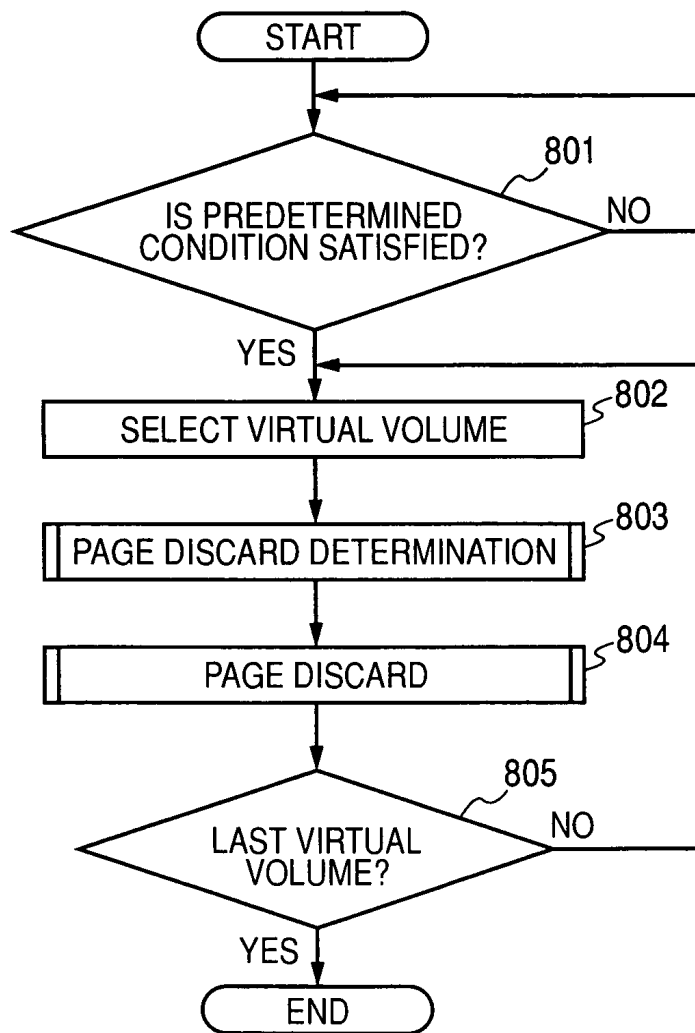 START
801
IS PREDETERMINED
CONDITION SATISFIED?
NO
YES
802
SELECT VIRTUAL VOLUME
803
PAGE DISCARD DETERMINATION
804
PAGE DISCARD
805
LAST VIRTUAL
VOLUME?
NO
YES
END